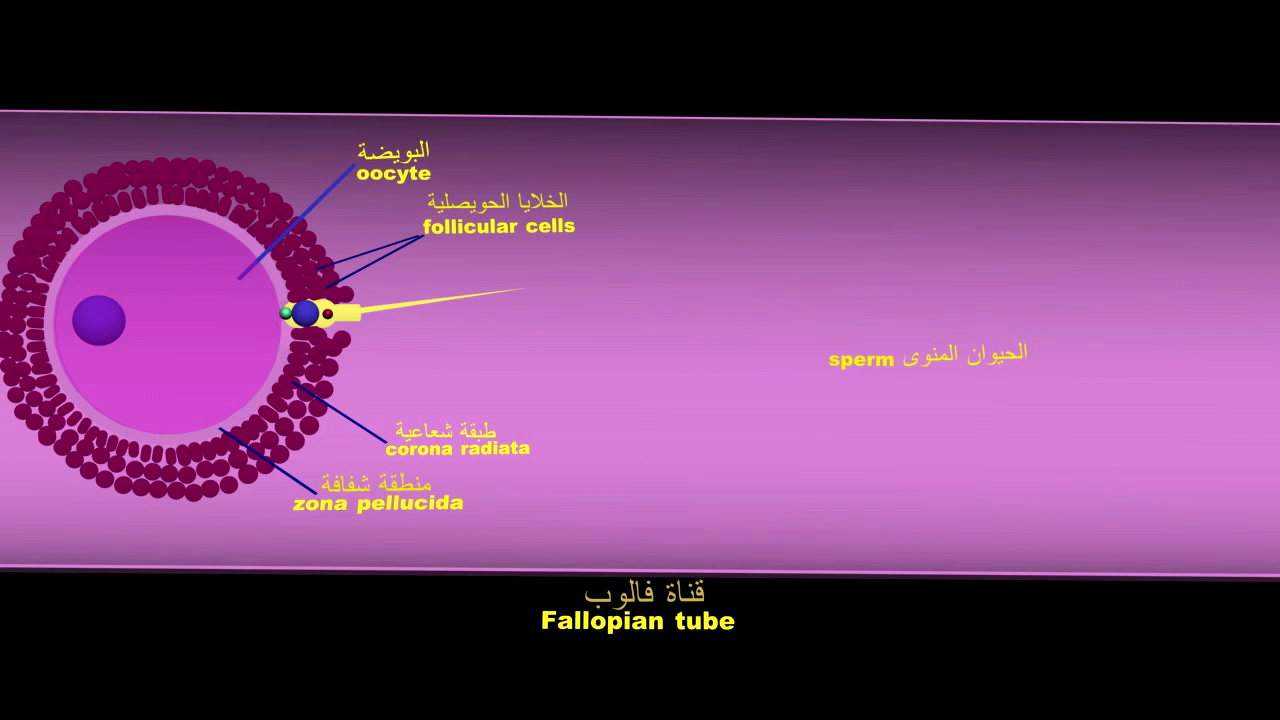 البويضة
oocyte
الخلايا الحويصلية
follicular cells
sperm الحيوان المنوى
طبقة شعاعية
corona radiata
منطقة شفافة
zona pellucida
قناة فالوب
Fallopian tube